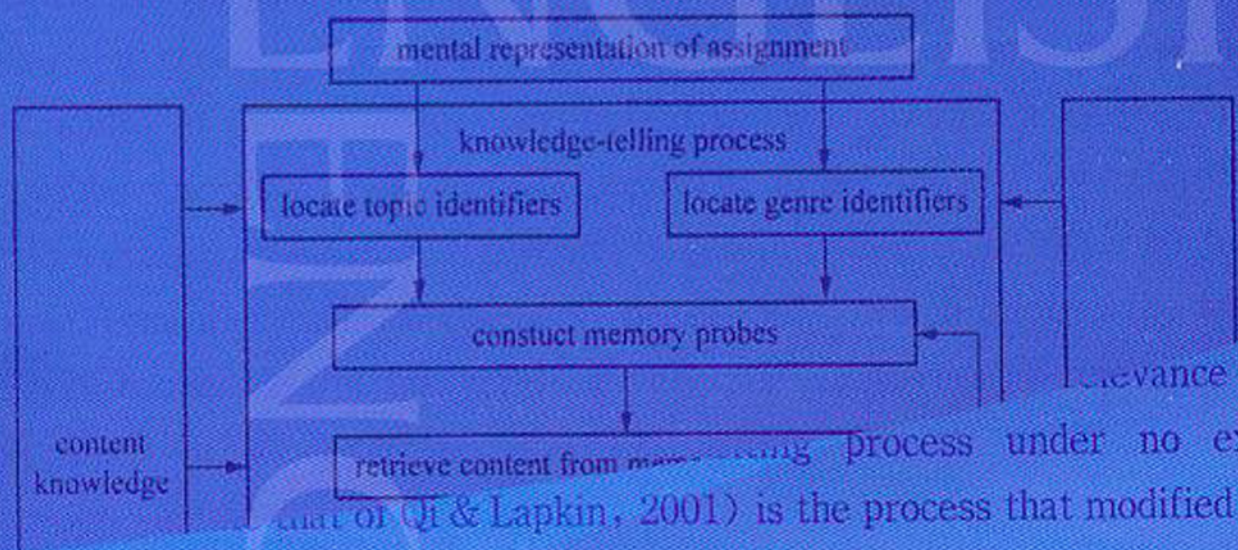 mental representation of assignment
knowledge-telling process
locate topic identifiers
locate genre identifiers
constuct memory probes
content
knowledge
retrieve content from
process under no
of Qi & Lapkin, 2001) is the process that modified